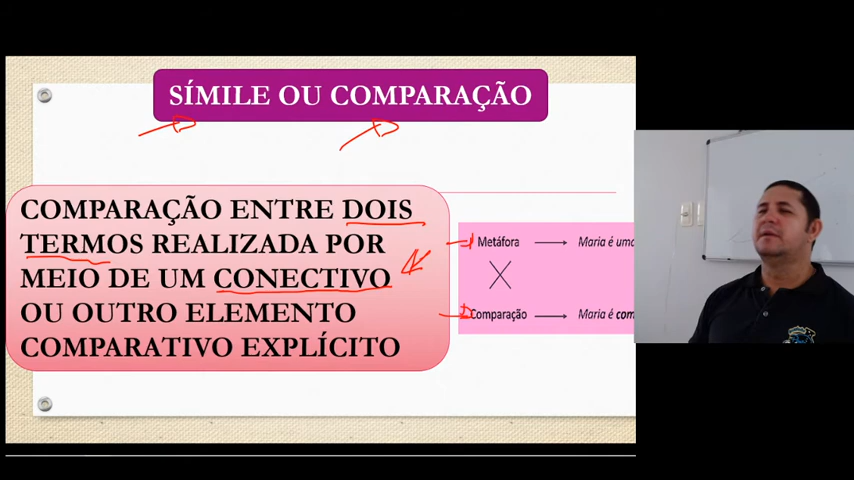 SÍMILE OU COMPARAÇÃO
COMPARAÇÃO ENTRE DOIS
TERMOS REALIZADA POR
MEIO DE UM CONECTIVO
OU OUTRO ELEMENTO
COMPARATIVO EXPLÍCITO
Metáfora Maria é uma
Comparação Maria é com